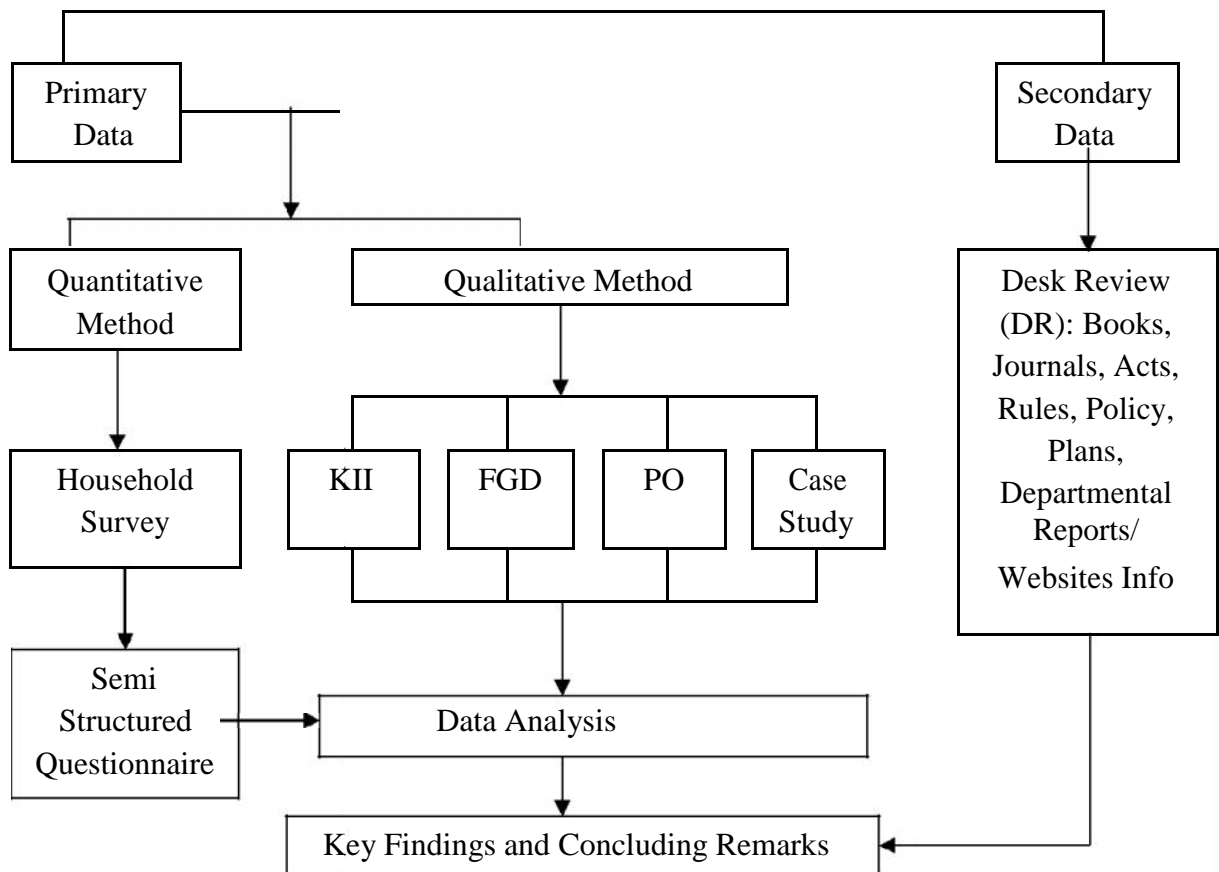 Primary
Data
Secondary
Data
Quantitative
Method
Qualitative Method
Desk Review
(DR): Books,
Journals, Acts,
Rules, Policy,
Plans,
Departmental
Reports/
Websites Info
Household
Survey
KII
FGD
PO
Case
Study
Semi
Structured
Questionnaire
Data Analysis
Key Findings and Concluding Remarks